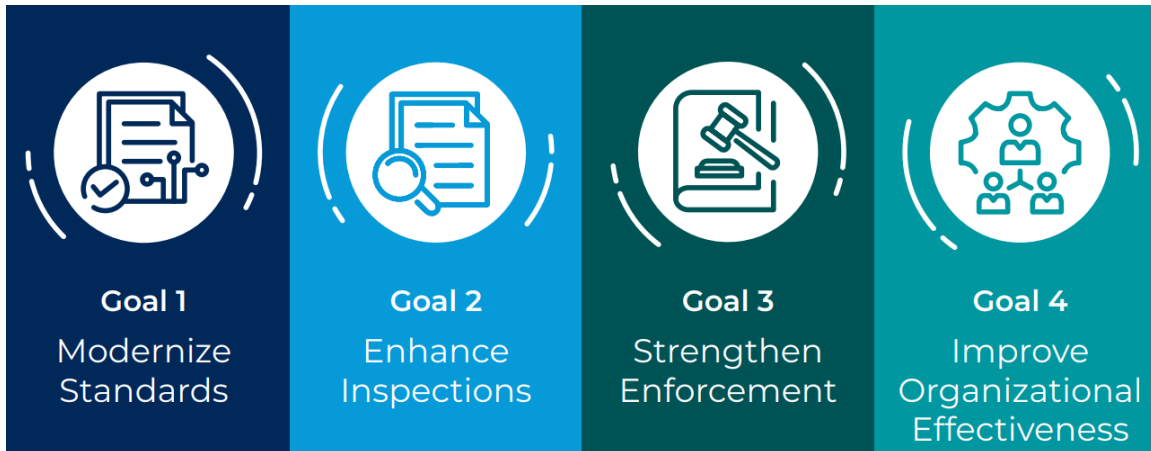 Goal 1
Modernize
Standards
Goal 2
Enhance
Inspections
Goal 3
Strengthen
Enforcement
Goal 4
Improve
Organizational
Effectiveness